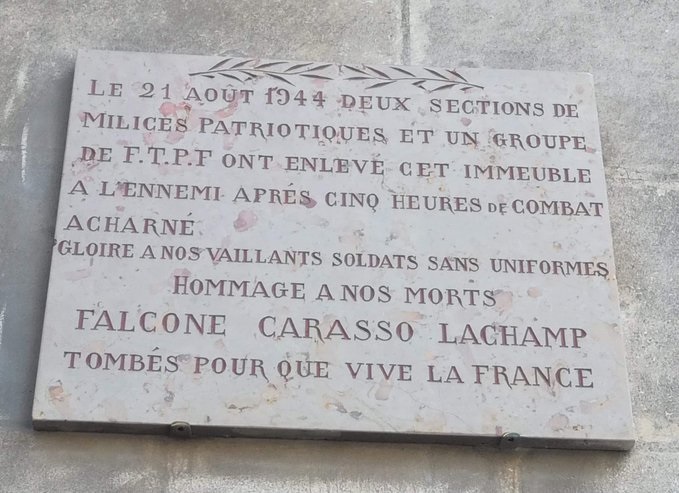 LE 21 AOÛT 1944 DEUX SECTIONS DE
MILICES PATRIOTIQUES ET UN GROUPE
DE F.T.P.F ONT ENLEVÉ CET IMMEUBLE
A L'ENNEMI APRÉS CINQ HEURES DE COMBAT
ACHARNÉ
GLOIRE A NOS VAILLANTS SOLDATS SANS UNIFORMES
HOMMAGE A NOS MORTS
FALCONE CARASSO LACHAMP
TOMBÉS POUR QUE VIVE LA FRANCE